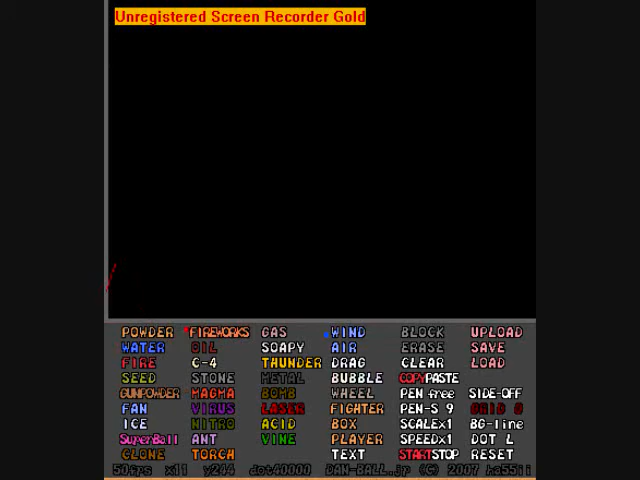 Unregistered Screen Recorder Gold
POWDER FIREWORKS GAS WIND BLOCK UPLOAD
WATER OIL SOAPY AIR ERASE SAVE
FIRE C-4 THUNDER DRAG CLEAR LOAD
SEED STONE METAL BUBBLE COPYPASTE
GUNPOWDER MAGMA BOMB WHEEL PEN free SIDE-OFF
FAN VIRUS LASER FIGHTER PEN-S 9 GRID 0
ICE NITRO ACID BOX SCALEx1 BG-line
SuperBall ANT VINE PLAYER SPEEDx1 DOT L
CLONE TORCH TEXT STARTSTOP RESET
50fps x11 y244 dot40000 DAN-BALL.jp (C) 2007 ha55ii